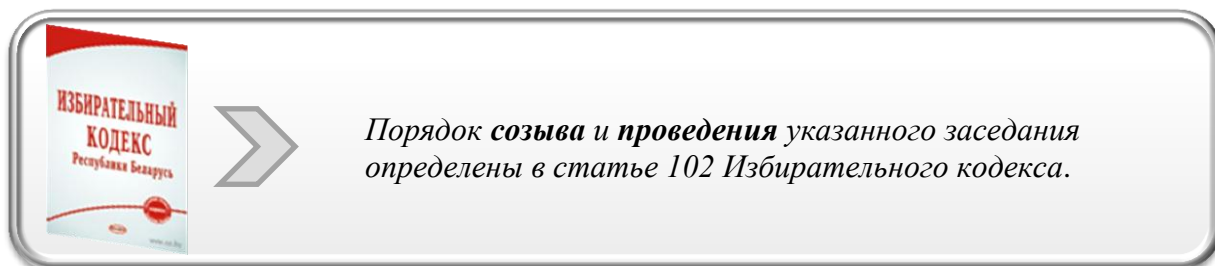 ИЗБИРАТЕЛЬНЫЙ
КОДЕКС
Республики Беларусь
Порядок созыва и проведения указанного заседания
определены в статье 102 Избирательного кодекса.